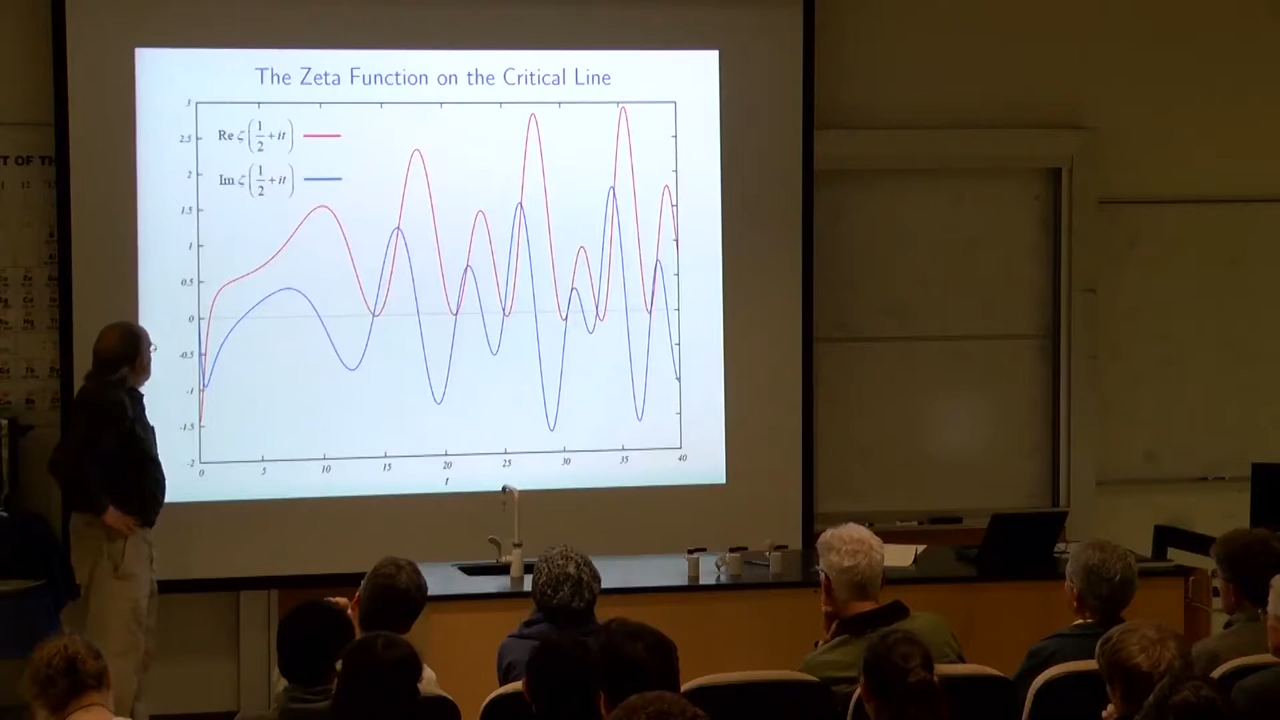 The Zeta Function on the Critical Line
3
2.5
2
1.5
1
0.5
0
-0.5
-1
-1.5
-2
Re ζ(1/2 + it)
Im ζ(1/2 + it)
0 5 10 15 20 25 30 35 40
t
T OF TH